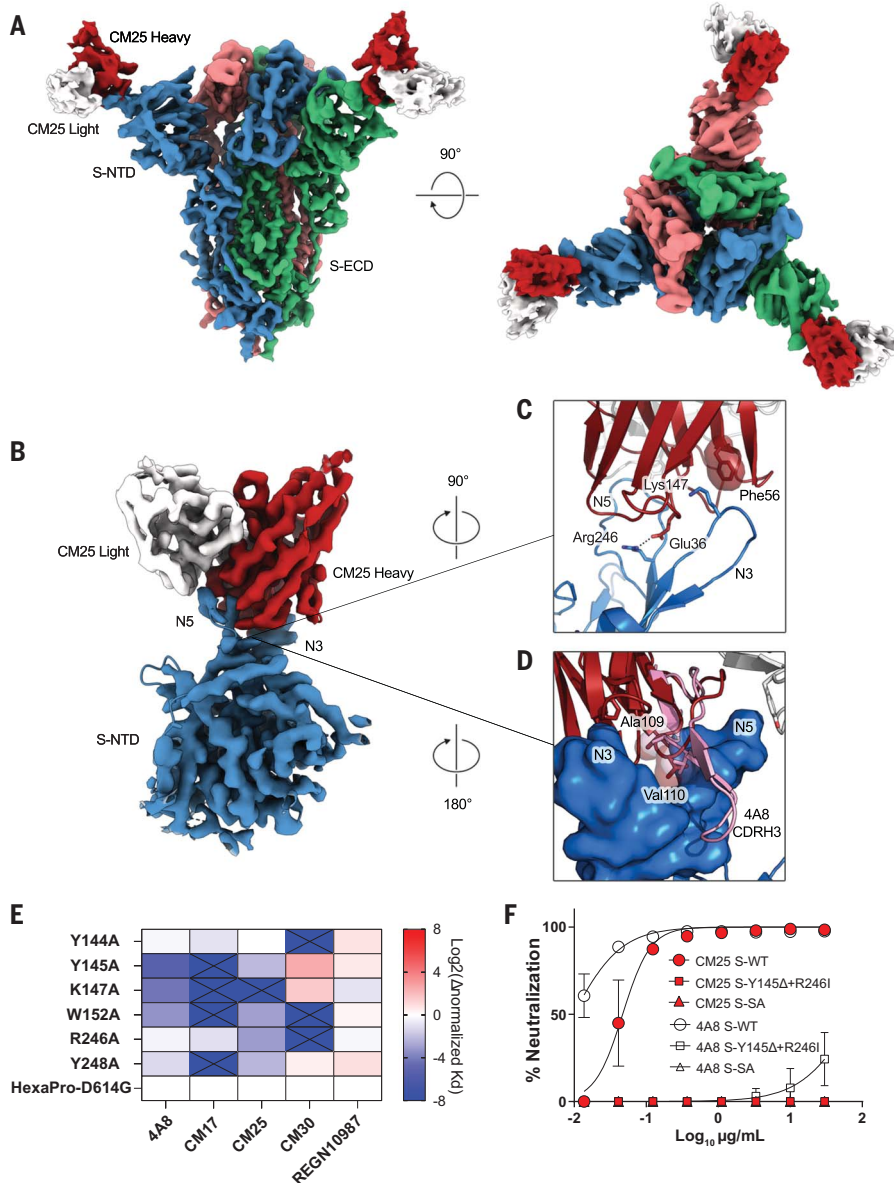 A
CM25 Heavy
CM25 Light
S-NTD
S-ECD
90°
B
CM25 Light
CM25 Heavy
N5
N3
S-NTD
90°
180°
C
Lys147
N5
Phe56
Arg246
Glu36
N3
D
Ala109
N3
N5
Val110
4A8
CDRH3
E
Y144A
Y145A
K147A
W152A
R246A
Y248A
HexaPro-D614G
4A8
CM17
CM25
CM30
REGN10987
8
4
0
-4
-8
Log2(Δnormalized Kd)
F
% Neutralization
100
50
0
CM25 S-WT
CM25 S-Y145Δ+R246I
CM25 S-SA
4A8 S-WT
4A8 S-Y145Δ+R246I
4A8 S-SA
-2
-1
0
1
2
Log10 µg/mL